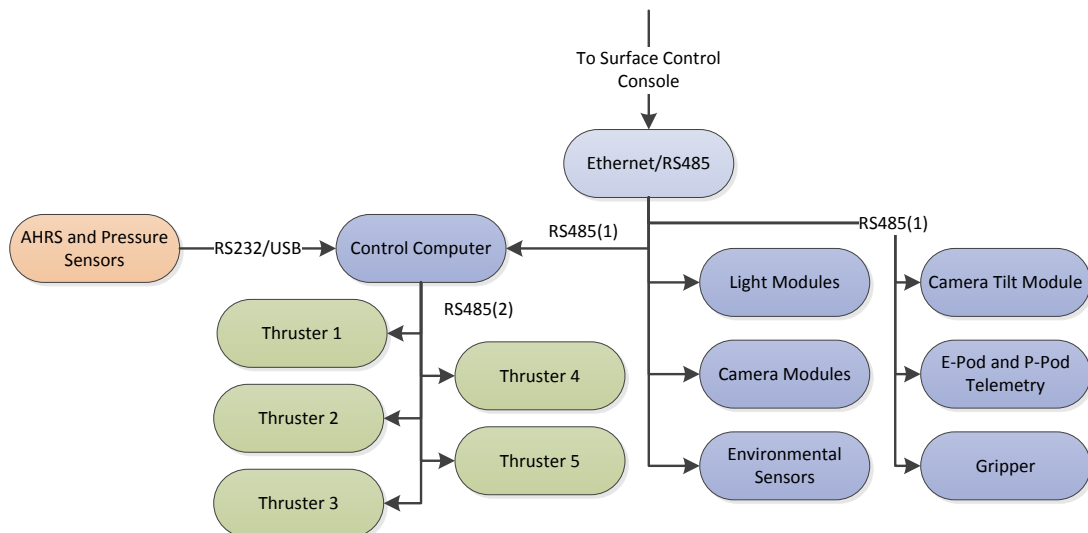 To Surface Control
Console
Ethernet/RS485
RS485(1)
AHRS and Pressure
Sensors
RS232/USB
Control Computer
RS485(1)
Light Modules
Camera Tilt Module
RS485(2)
Thruster 1
Thruster 4
Camera Modules
E-Pod and P-Pod
Telemetry
Thruster 2
Thruster 5
Environmental
Sensors
Gripper
Thruster 3